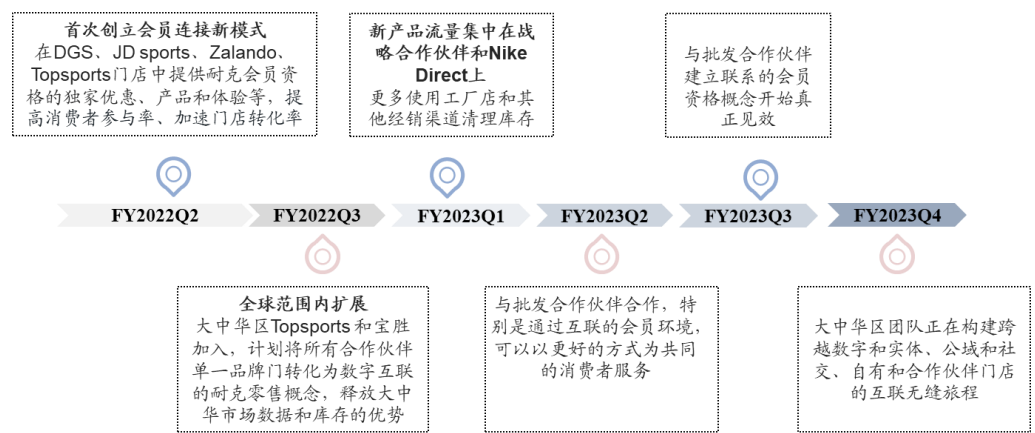 首次创立会员连接新模式
在DGS、JD sports、Zalando、
Topsports门店中提供耐克会员资
格的独家优惠、产品和体验等，提
高消费者参与率、加速门店转化率
新产品流量集中在战
略合作伙伴和Nike
Direct上
更多使用工厂店和其
他经销渠道清理库存
与批发合作伙伴
建立联系的会员
资格概念开始真
正见效
FY2022Q2
FY2022Q3
FY2023Q1
FY2023Q2
FY2023Q3
FY2023Q4
全球范围内扩展
大中华区Topsports和宝胜
加入，计划将所有合作伙伴
单一品牌门转化为数字互联
的耐克零售概念，释放大中
华市场数据和库存的优势
与批发合作伙伴合作，特
别是通过互联的会员环境，
可以以更好的方式为共同
的消费者服务
大中华区团队正在构建跨
越数字和实体、公域和社
交、自有和合作伙伴门店
的互联无缝旅程